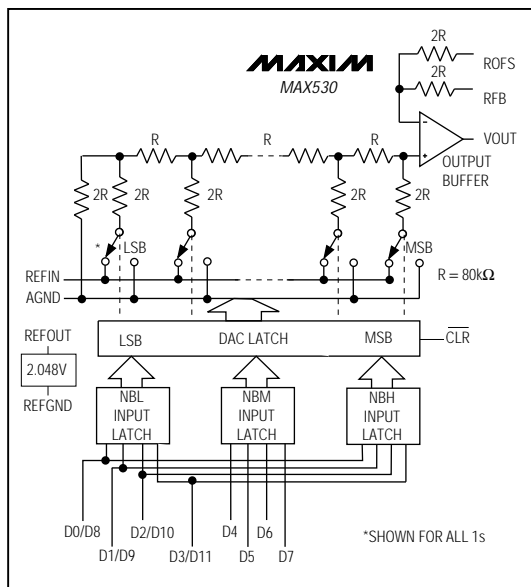 2R
ROFS
2R
RFB
MAXIM
MAX530
VOUT
OUTPUT
BUFFER
R
R
R
2R
2R
2R
2R
2R
*
LSB
MSB
REFIN
AGND
R = 80kΩ
REFOUT
2.048V
REFGND
LSB
DAC LATCH
MSB
CLR
NBL
INPUT
LATCH
NBM
INPUT
LATCH
NBH
INPUT
LATCH
D0/D8
D1/D9
D2/D10
D3/D11
D4
D5
D6
D7
*SHOWN FOR ALL 1s